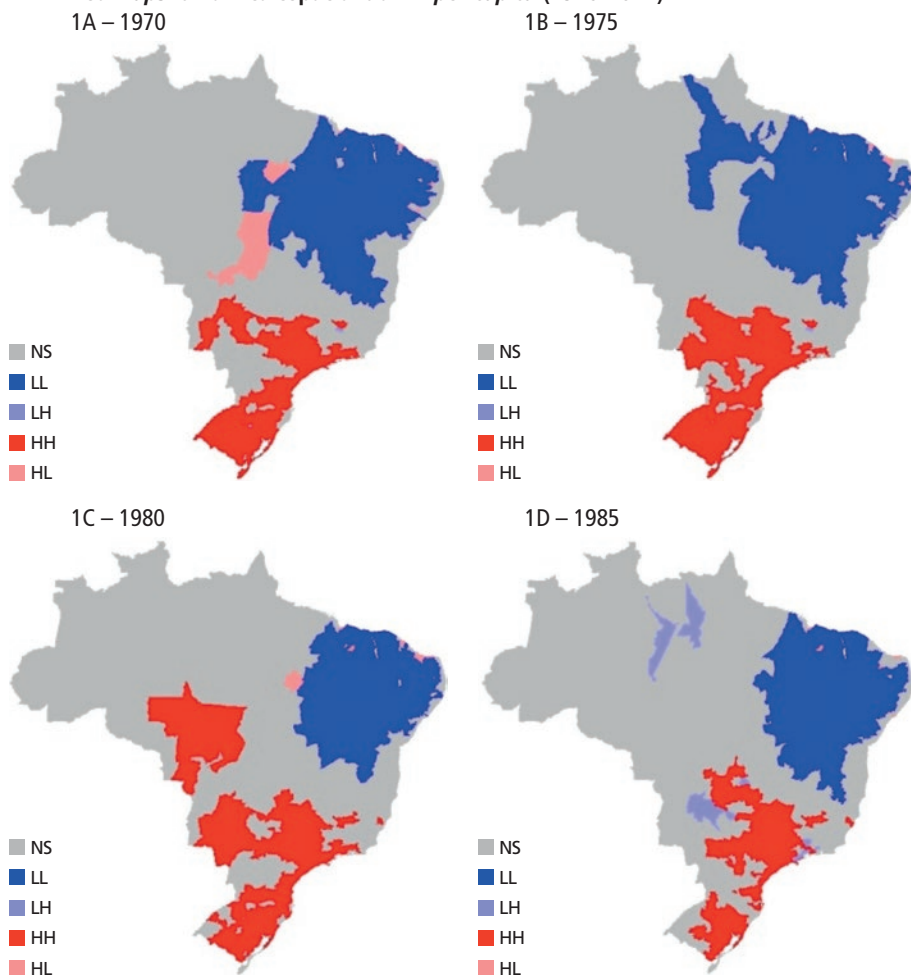 1A – 1970
1B – 1975
NS
LL
LH
HH
HL
NS
LL
LH
HH
HL
1C – 1980
1D – 1985
NS
LL
LH
HH
HL
NS
LL
LH
HH
HL